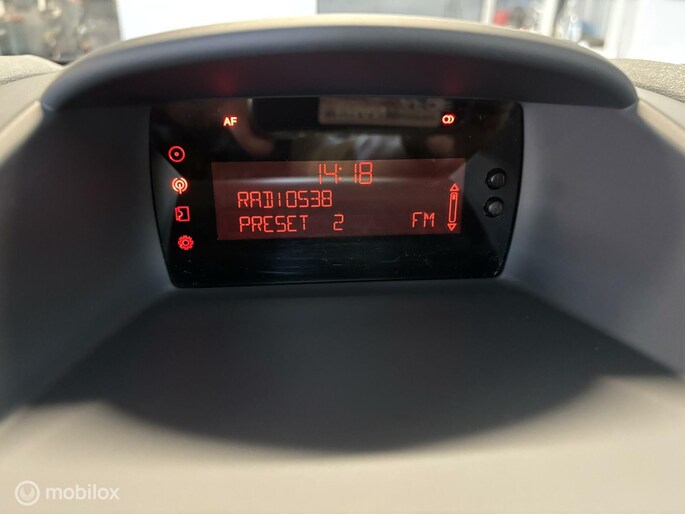 AF
14:18
RADIO538
PRESET 2 FM
mobilox